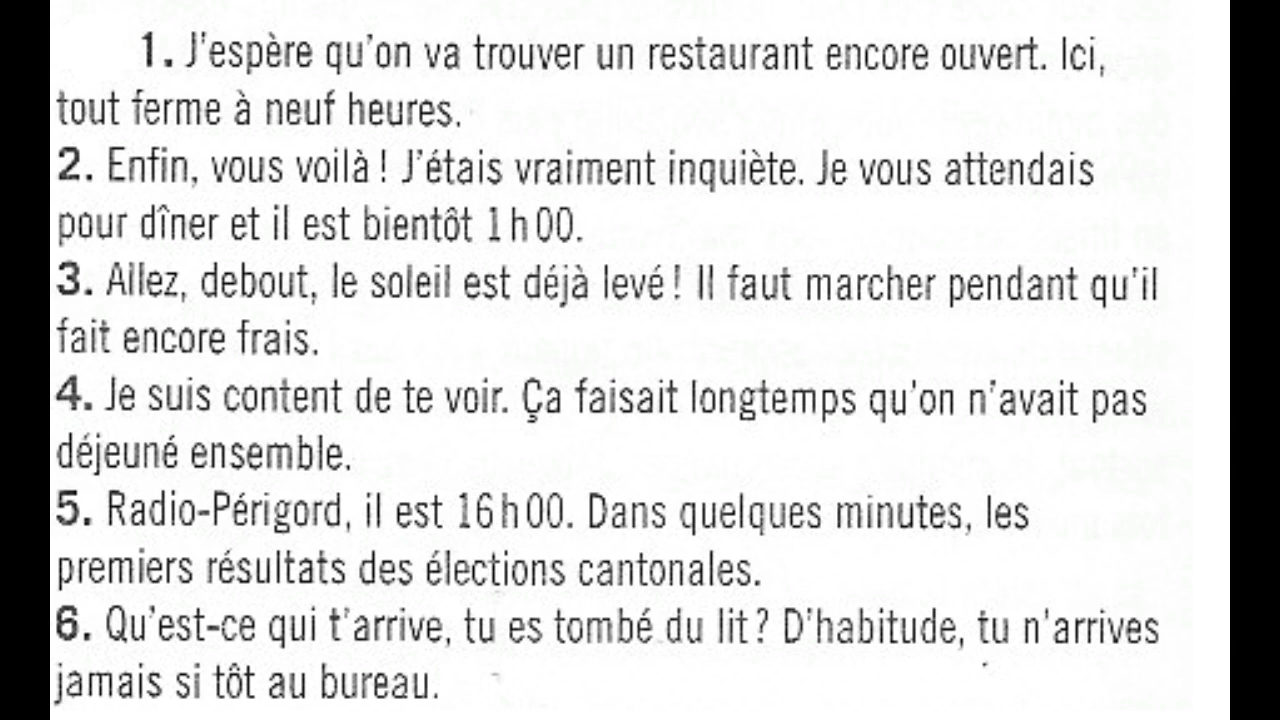 1. J'espère qu'on va trouver un restaurant encore ouvert. Ici,
tout ferme à neuf heures.
2. Enfin, vous voilà ! J'étais vraiment inquiète. Je vous attendais
pour dîner et il est bientôt 1 h 00.
3. Allez, debout, le soleil est déjà levé ! Il faut marcher pendant qu'il
fait encore frais.
4. Je suis content de te voir. Ça faisait longtemps qu'on n'avait pas
déjeuné ensemble.
5. Radio-Périgord, il est 16 h 00. Dans quelques minutes, les
premiers résultats des élections cantonales.
6. Qu'est-ce qui t'arrive, tu es tombé du lit ? D'habitude, tu n'arrives
jamais si tôt au bureau.